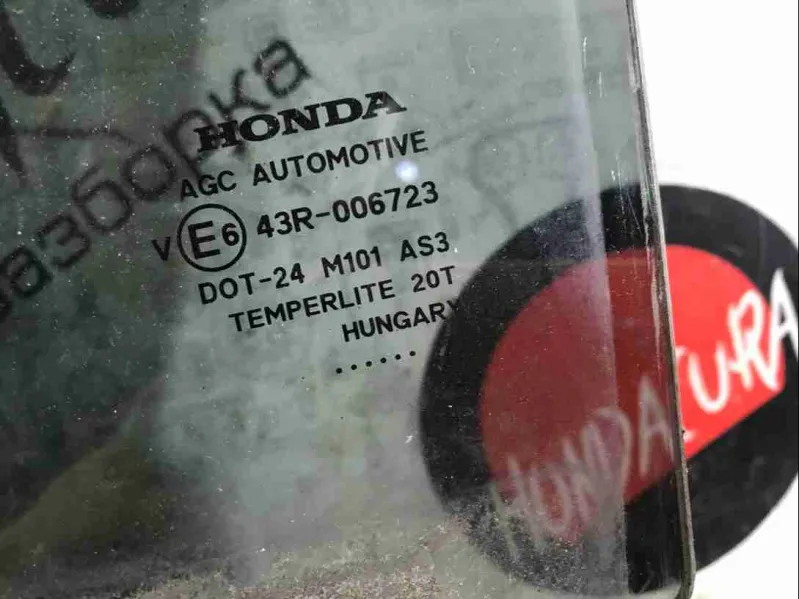 разборка
HONDA
AGC AUTOMOTIVE
V E6 43R-006723
DOT-24 M101 AS3
TEMPERLITE 20T
HUNGARY
......
HONDA